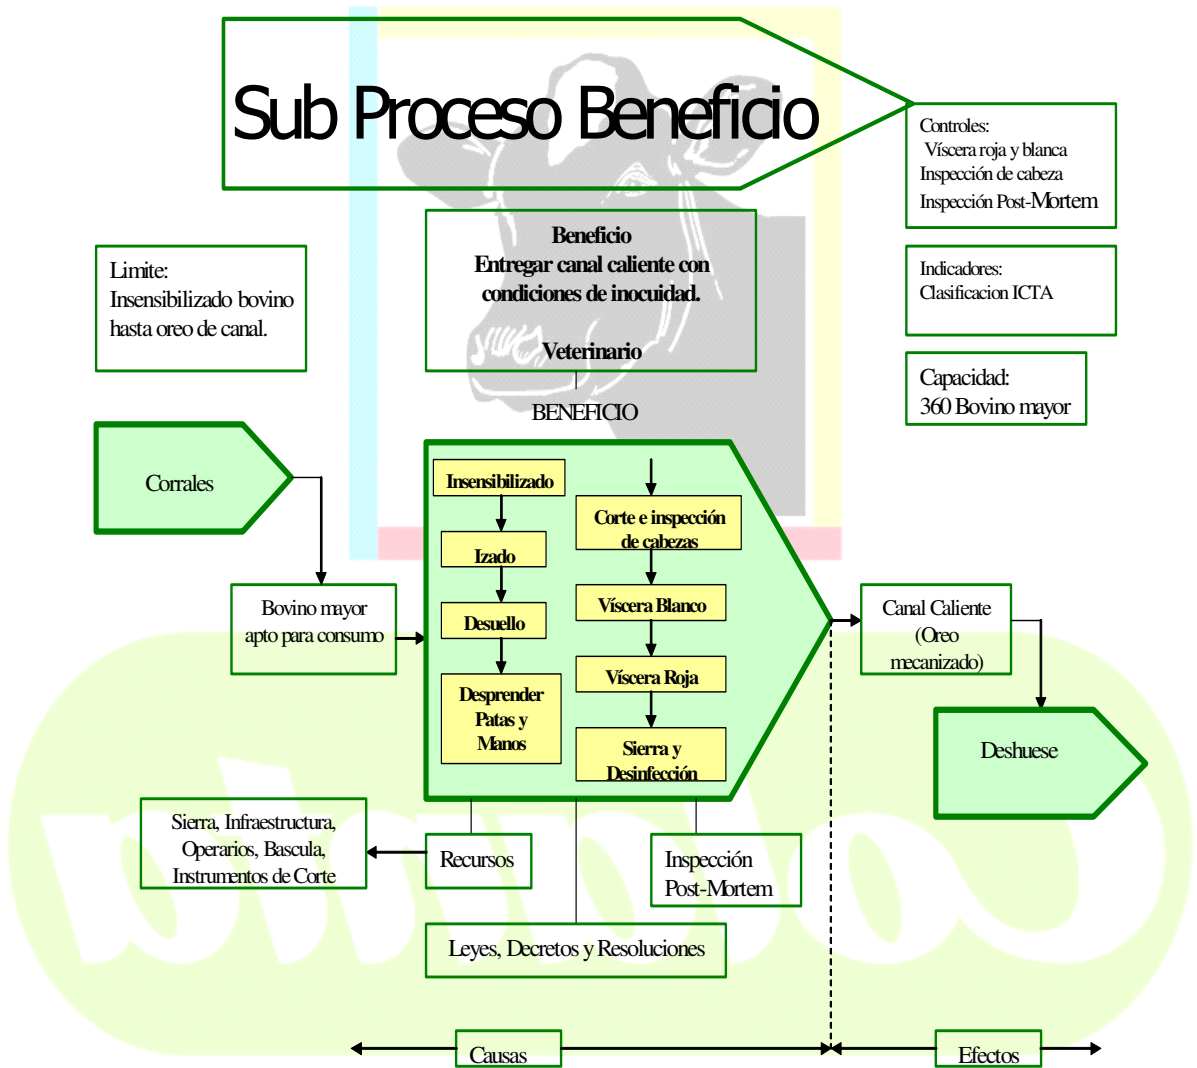 Sub Proceso Beneficio
Controles:
Víscera roja y blanca
Inspección de cabeza
Inspección Post-Mortem
Limite:
Insensibilizado bovino
hasta oreo de canal.
Beneficio
Entregar canal caliente con
condiciones de inocuidad.
Veterinario
Indicadores:
Clasificacion ICTA
Capacidad:
360 Bovino mayor
BENEFICIO
Corrales
Insensibilizado
Izado
Desuello
Desprender
Patas y
Manos
Corte e inspección
de cabezas
Víscera Blanco
Víscera Roja
Sierra y
Desinfección
Bovino mayor
apto para consumo
Canal Caliente
(Oreo
mecanizado)
Deshuese
Sierra, Infraestructura,
Operarios, Bascula,
Instrumentos de Corte
Recursos
Inspección
Post-Mortem
Leyes, Decretos y Resoluciones
Causas
Efectos